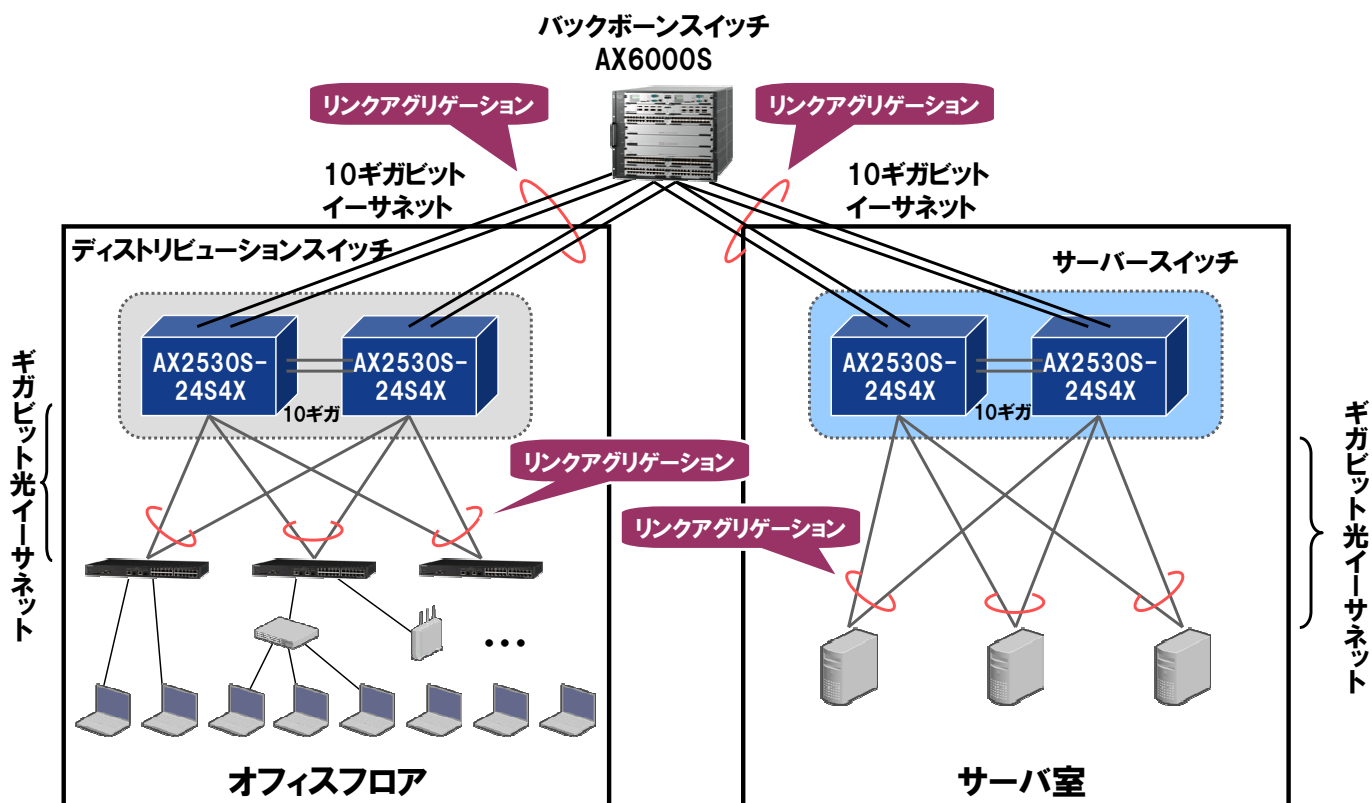 バックボーンスイッチ
AX6000S
リンクアグリゲーション
リンクアグリゲーション
10ギガビット
イーサネット
10ギガビット
イーサネット
ディストリビューションスイッチ
サーバースイッチ
AX2530S-
24S4X
AX2530S-
24S4X
10ギガ
AX2530S-
24S4X
AX2530S-
24S4X
10ギガ
ギガビット光イーサネット
ギガビット光イーサネット
リンクアグリゲーション
リンクアグリゲーション
•••
オフィスフロア
サーバ室